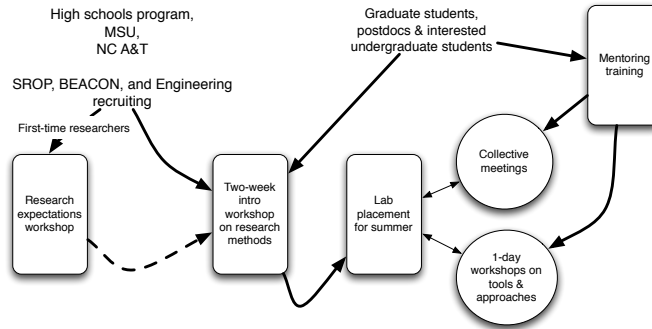 High schools program,
MSU,
NC A&T
SROP, BEACON, and Engineering
recruiting
First-time researchers
Research
expectations
workshop
Two-week
intro
workshop
on research
methods
Graduate students,
postdocs & interested
undergraduate students
Lab
placement
for summer
Mentoring
training
Collective
meetings
1-day
workshops on
tools &
approaches